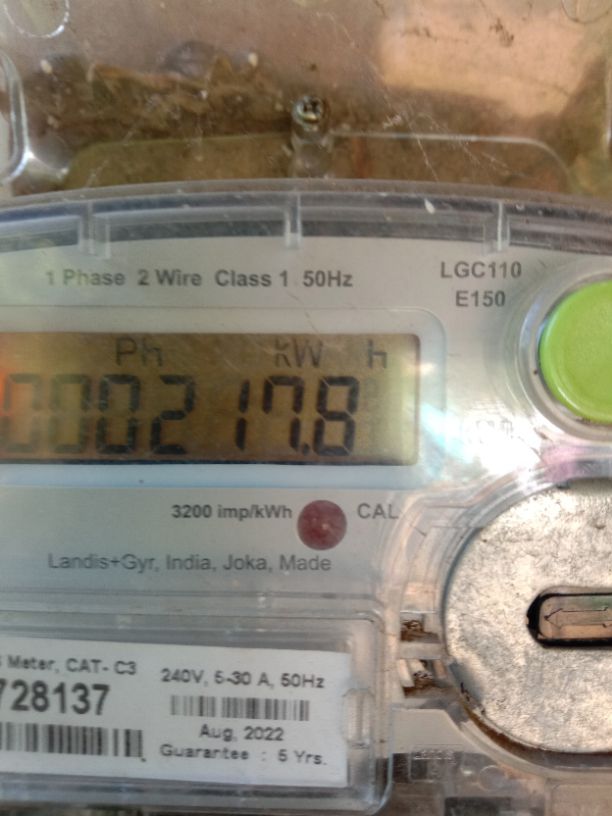 1 Phase 2 Wire Class 1 50Hz
LGC110
E150
Ph kW h
000217.8
3200 imp/kWh CAL
Landis+Gyr, India, Joka, Made
Meter, CAT- C3
728137
240V, 5-30 A, 50Hz
Aug, 2022
Guarantee : 5 Yrs.